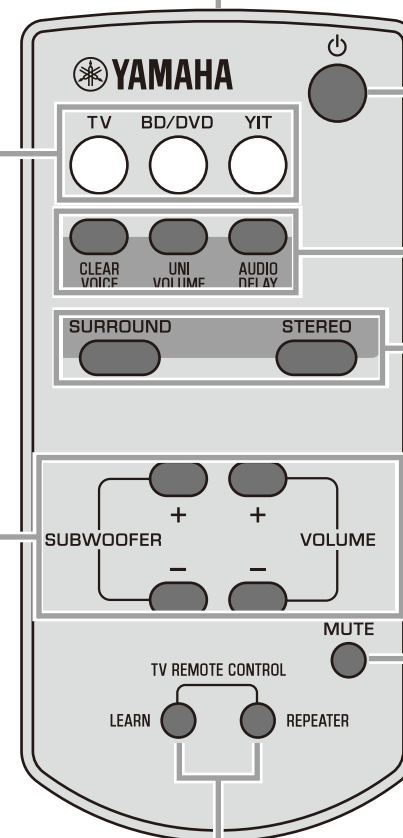 YAMAHA
TV BD/DVD YIT
CLEAR VOICE UNI VOLUME AUDIO DELAY
SURROUND STEREO
+ +
SUBWOOFER VOLUME
– –
MUTE
TV REMOTE CONTROL
LEARN REPEATER